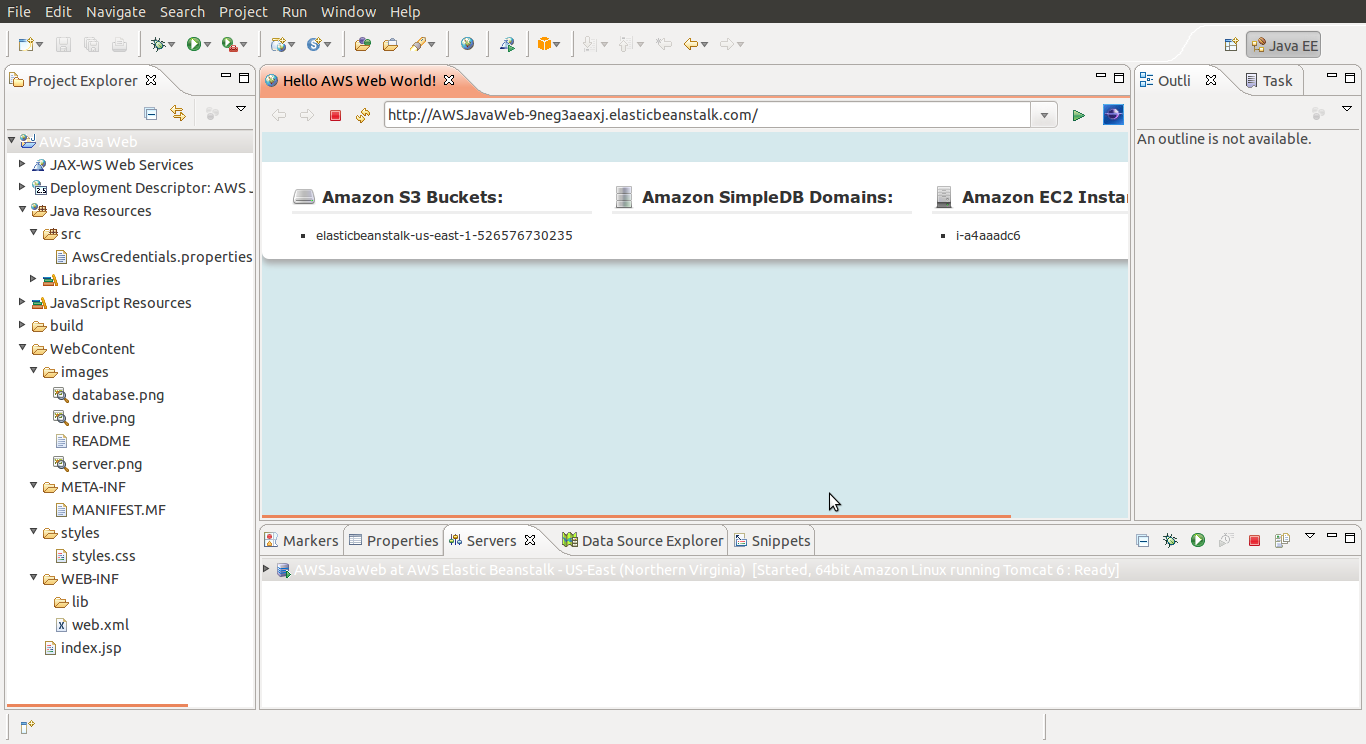 File Edit Navigate Search Project Run Window Help
Java EE
Project Explorer
AWS Java Web
JAX-WS Web Services
Deployment Descriptor: AWS J
Java Resources
src
AwsCredentials.properties
Libraries
JavaScript Resources
build
WebContent
images
database.png
drive.png
README
server.png
META-INF
MANIFEST.MF
styles
styles.css
WEB-INF
lib
web.xml
index.jsp
Hello AWS Web World!
http://AWSJavaWeb-9neg3aeaxj.elasticbeanstalk.com/
Amazon S3 Buckets:
elasticbeanstalk-us-east-1-526576730235
Amazon SimpleDB Domains:
Amazon EC2 Instan
i-a4aaadc6
Outli Task
An outline is not available.
Markers Properties Servers Data Source Explorer Snippets
AWSJavaWeb at AWS Elastic Beanstalk - US-East (Northern Virginia) [Started, 64bit Amazon Linux running Tomcat 6 : Ready]